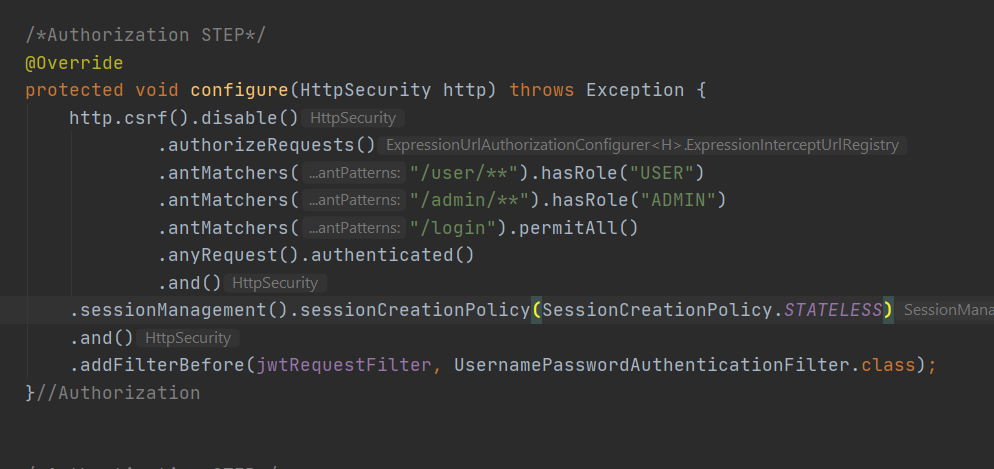 /*Authorization STEP*/
@Override
protected void configure(HttpSecurity http) throws Exception {
http.csrf().disable() HttpSecurity
.authorizeRequests() ExpressionUrlAuthorizationConfigurer<H>.ExpressionInterceptUrlRegistry
.antMatchers( ...antPatterns: "/user/**").hasRole("USER")
.antMatchers( ...antPatterns: "/admin/**").hasRole("ADMIN")
.antMatchers( ...antPatterns: "/login").permitAll()
.anyRequest().authenticated()
.and() HttpSecurity
.sessionManagement().sessionCreationPolicy(SessionCreationPolicy.STATELESS) SessionMana
.and() HttpSecurity
.addFilterBefore(jwtRequestFilter, UsernamePasswordAuthenticationFilter.class);
}//Authorization